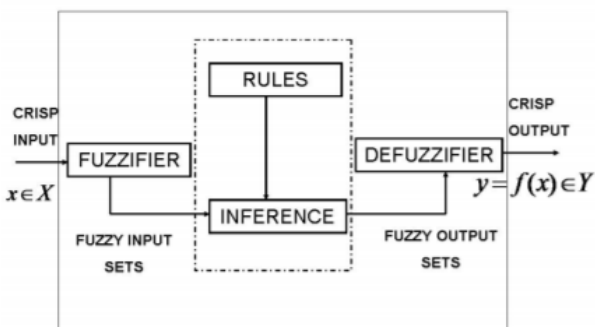 RULES
CRISP
INPUT
CRISP
OUTPUT
FUZZIFIER
DEFUZZIFIER
x∈X
y=f(x)∈Y
INFERENCE
FUZZY INPUT
SETS
FUZZY OUTPUT
SETS